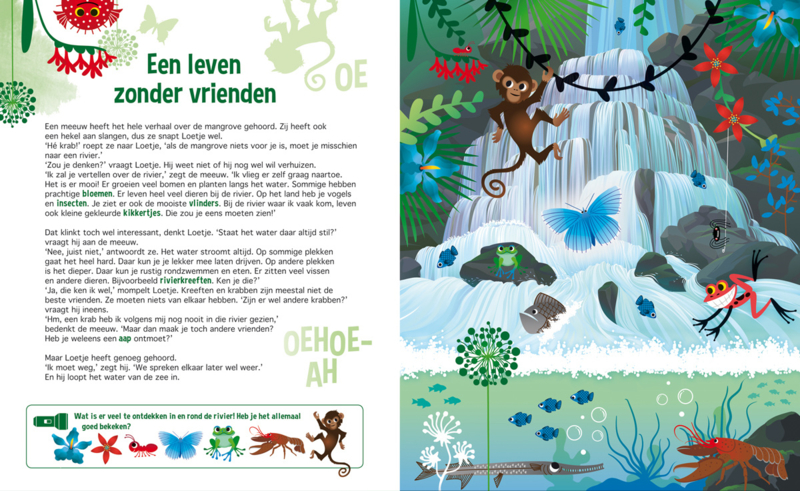 OE
Een leven
zonder vrienden
Een meeuw heeft het hele verhaal over de mangrove gehoord. Zij heeft ook
een hekel aan slangen, dus ze snapt Loetje wel.
‘Hé krab!’ roept ze naar Loetje, ‘als de mangrove niets voor je is, moet je misschien
naar een rivier.’
‘Zou je denken?’ vraagt Loetje. Hij weet niet of hij nog wel wil verhuizen.
‘Ik zal je vertellen over de rivier,’ zegt de meeuw. ‘Ik vlieg er zelf graag naartoe.
Het is er mooi! Er groeien veel bomen en planten langs het water. Sommige hebben
prachtige bloemen. Er leven heel veel dieren bij de rivier. Op het land heb je vogels
en insecten. Je ziet er ook de mooiste vlinders. Bij de rivier waar ik vaak kom, leven
ook kleine gekleurde kikkertjes. Die zou je eens moeten zien!’
Dat klinkt toch wel interessant, denkt Loetje. ‘Staat het water daar altijd stil?’
vraagt hij aan de meeuw.
‘Nee, juist niet,’ antwoordt ze. Het water stroomt altijd. Op sommige plekken
gaat het heel hard. Daar kun je je lekker mee laten drijven. Op andere plekken
is het dieper. Daar kun je rustig rondzwemmen en eten. Er zitten veel vissen
en andere dieren. Bijvoorbeeld rivierkreeften. Ken je die?’
‘Ja, die ken ik wel,’ mompelt Loetje. Kreeften en krabben zijn meestal niet de
beste vrienden. Ze moeten niets van elkaar hebben. ‘Zijn er wel andere krabben?’
vraagt hij ineens.
‘Hm, een krab heb ik volgens mij nog nooit in die rivier gezien,’
bedenkt de meeuw. ‘Maar dan maak je toch andere vrienden?
Heb je weleens een aap ontmoet?’
OEHOE-
AH
Maar Loetje heeft genoeg gehoord.
‘Ik moet weg,’ zegt hij. ‘We spreken elkaar later wel weer.’
En hij loopt het water van de zee in.
Wat is er veel te ontdekken in en rond de rivier! Heb je het allemaal
goed bekeken?